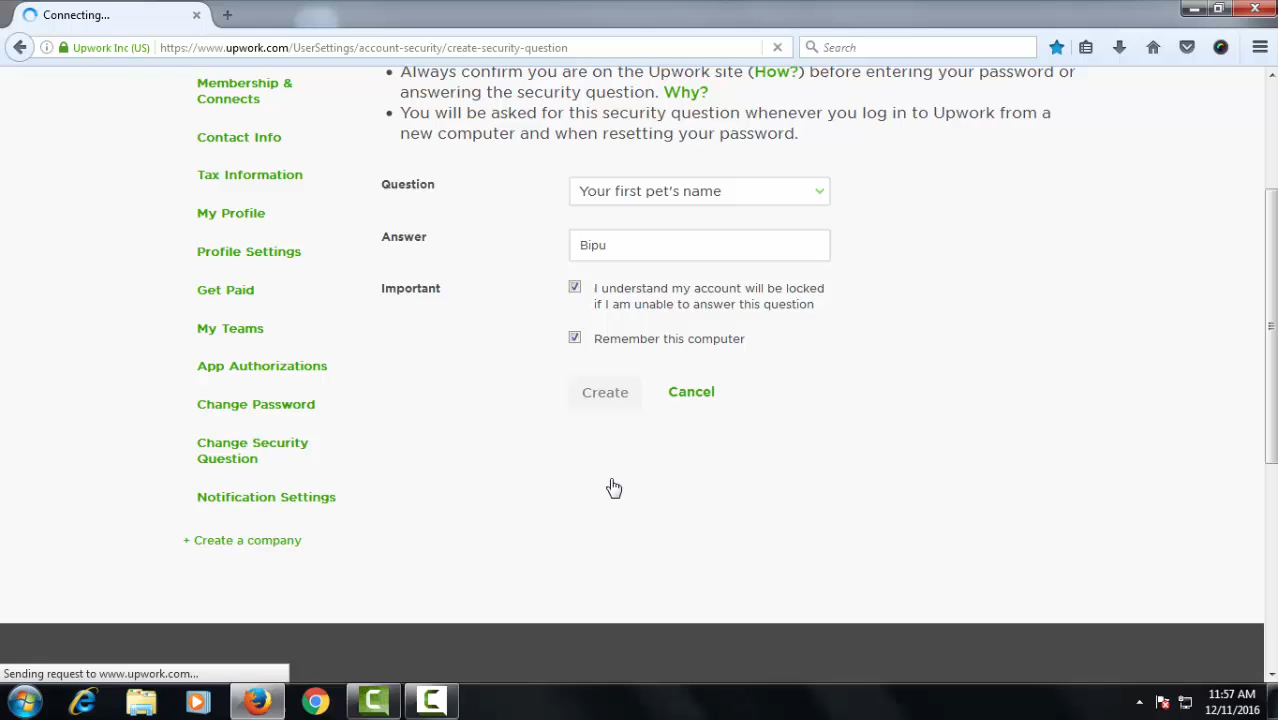 Connecting...
Upwork Inc (US)
https://www.upwork.com/UserSettings/account-security/create-security-question
Search
Membership &
Connects
Contact Info
Tax Information
My Profile
Profile Settings
Get Paid
My Teams
App Authorizations
Change Password
Change Security
Question
Notification Settings
+ Create a company
• Always confirm you are on the Upwork site (How?) before entering your password or
answering the security question. Why?
• You will be asked for this security question whenever you log in to Upwork from a
new computer and when resetting your password.
Question
Your first pet's name
Answer
Bipu
Important
I understand my account will be locked
if I am unable to answer this question
Remember this computer
Create
Cancel
Sending request to www.upwork.com...
11:57 AM
12/11/2016